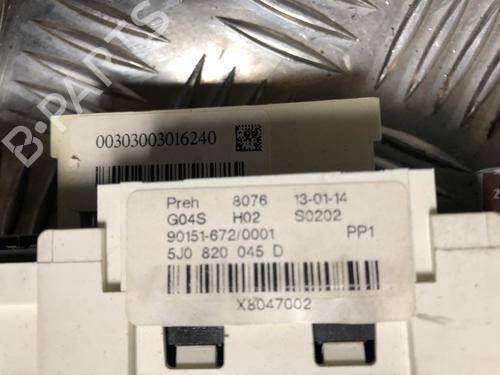 B-PARTS
00303003016240
Preh 8076 13-01-14
G04S H02 S0202
90151-672/0001 PP1
5J0 820 045 D
X8047002